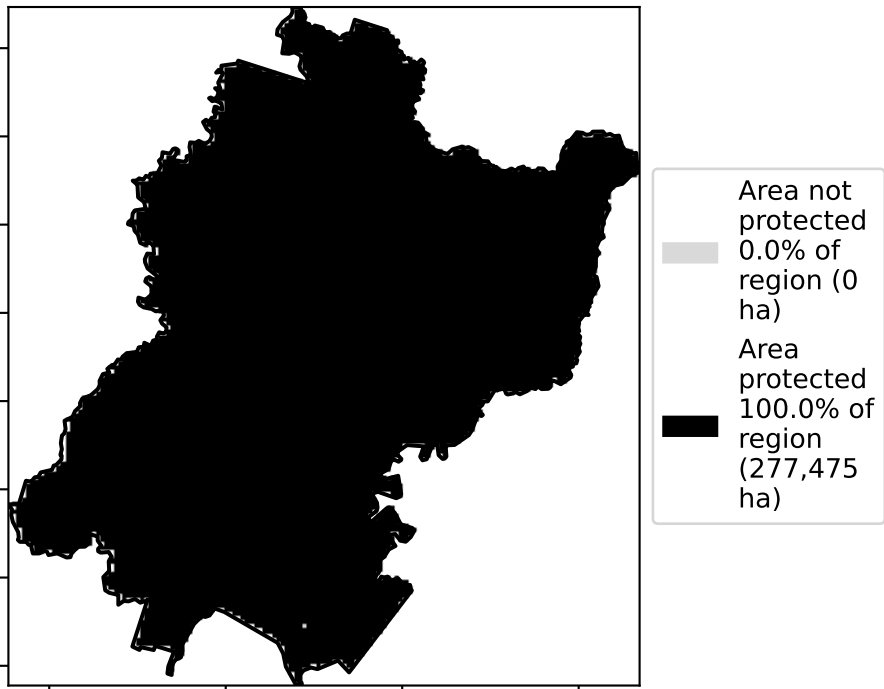 Area not
protected
0.0% of
region (0
ha)
Area
protected
100.0% of
region
(277,475
ha)